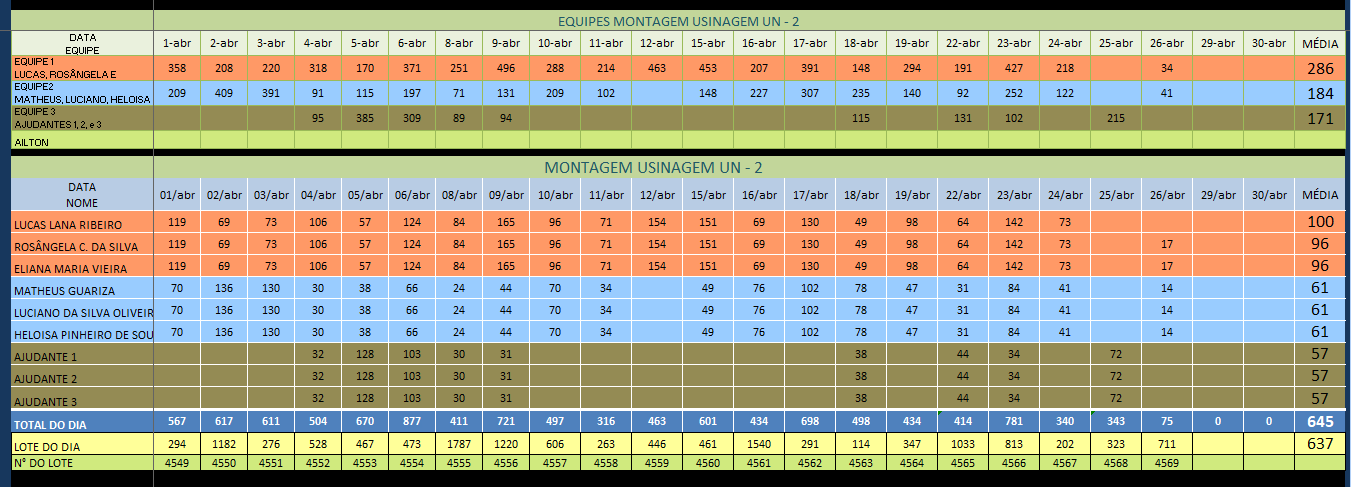 EQUIPES MONTAGEM USINAGEM UN - 2
DATA
EQUIPE 1-abr 2-abr 3-abr 4-abr 5-abr 6-abr 8-abr 9-abr 10-abr 11-abr 12-abr 15-abr 16-abr 17-abr 18-abr 19-abr 22-abr 23-abr 24-abr 25-abr 26-abr 29-abr 30-abr MÉDIA
EQUIPE 1
LUCAS, ROSÂNGELA E 358 208 220 318 170 371 251 496 288 214 463 453 207 391 148 294 191 427 218 34 286
EQUIPE2
MATHEUS, LUCIANO, HELOISA 209 409 391 91 115 197 71 131 209 102 148 227 307 235 140 92 252 122 41 184
EQUIPE 3
AJUDANTES 1, 2, e 3 95 385 309 89 94 115 131 102 215 171
AILTON
MONTAGEM USINAGEM UN - 2
DATA
NOME 01/abr 02/abr 03/abr 04/abr 05/abr 06/abr 08/abr 09/abr 10/abr 11/abr 12/abr 15/abr 16/abr 17/abr 18/abr 19/abr 22/abr 23/abr 24/abr 25/abr 26/abr 29/abr 30/abr MÉDIA
LUCAS LANA RIBEIRO 119 69 73 106 57 124 84 165 96 71 154 151 69 130 49 98 64 142 73 100
ROSÂNGELA C. DA SILVA 119 69 73 106 57 124 84 165 96 71 154 151 69 130 49 98 64 142 73 17 96
ELIANA MARIA VIEIRA 119 69 73 106 57 124 84 165 96 71 154 151 69 130 49 98 64 142 73 17 96
MATHEUS GUARIZA 70 136 130 30 38 66 24 44 70 34 49 76 102 78 47 31 84 41 14 61
LUCIANO DA SILVA OLIVEIR 70 136 130 30 38 66 24 44 70 34 49 76 102 78 47 31 84 41 14 61
HELOISA PINHEIRO DE SOU 70 136 130 30 38 66 24 44 70 34 49 76 102 78 47 31 84 41 14 61
AJUDANTE 1 32 128 103 30 31 38 44 34 72 57
AJUDANTE 2 32 128 103 30 31 38 44 34 72 57
AJUDANTE 3 32 128 103 30 31 38 44 34 72 57
TOTAL DO DIA 567 617 611 504 670 877 411 721 497 316 463 601 434 698 498 434 414 781 340 343 75 0 0 645
LOTE DO DIA 294 1182 276 528 467 473 1787 1220 606 263 446 461 1540 291 114 347 1033 813 202 323 711 637
N° DO LOTE 4549 4550 4551 4552 4553 4554 4555 4556 4557 4558 4559 4560 4561 4562 4563 4564 4565 4566 4567 4568 4569